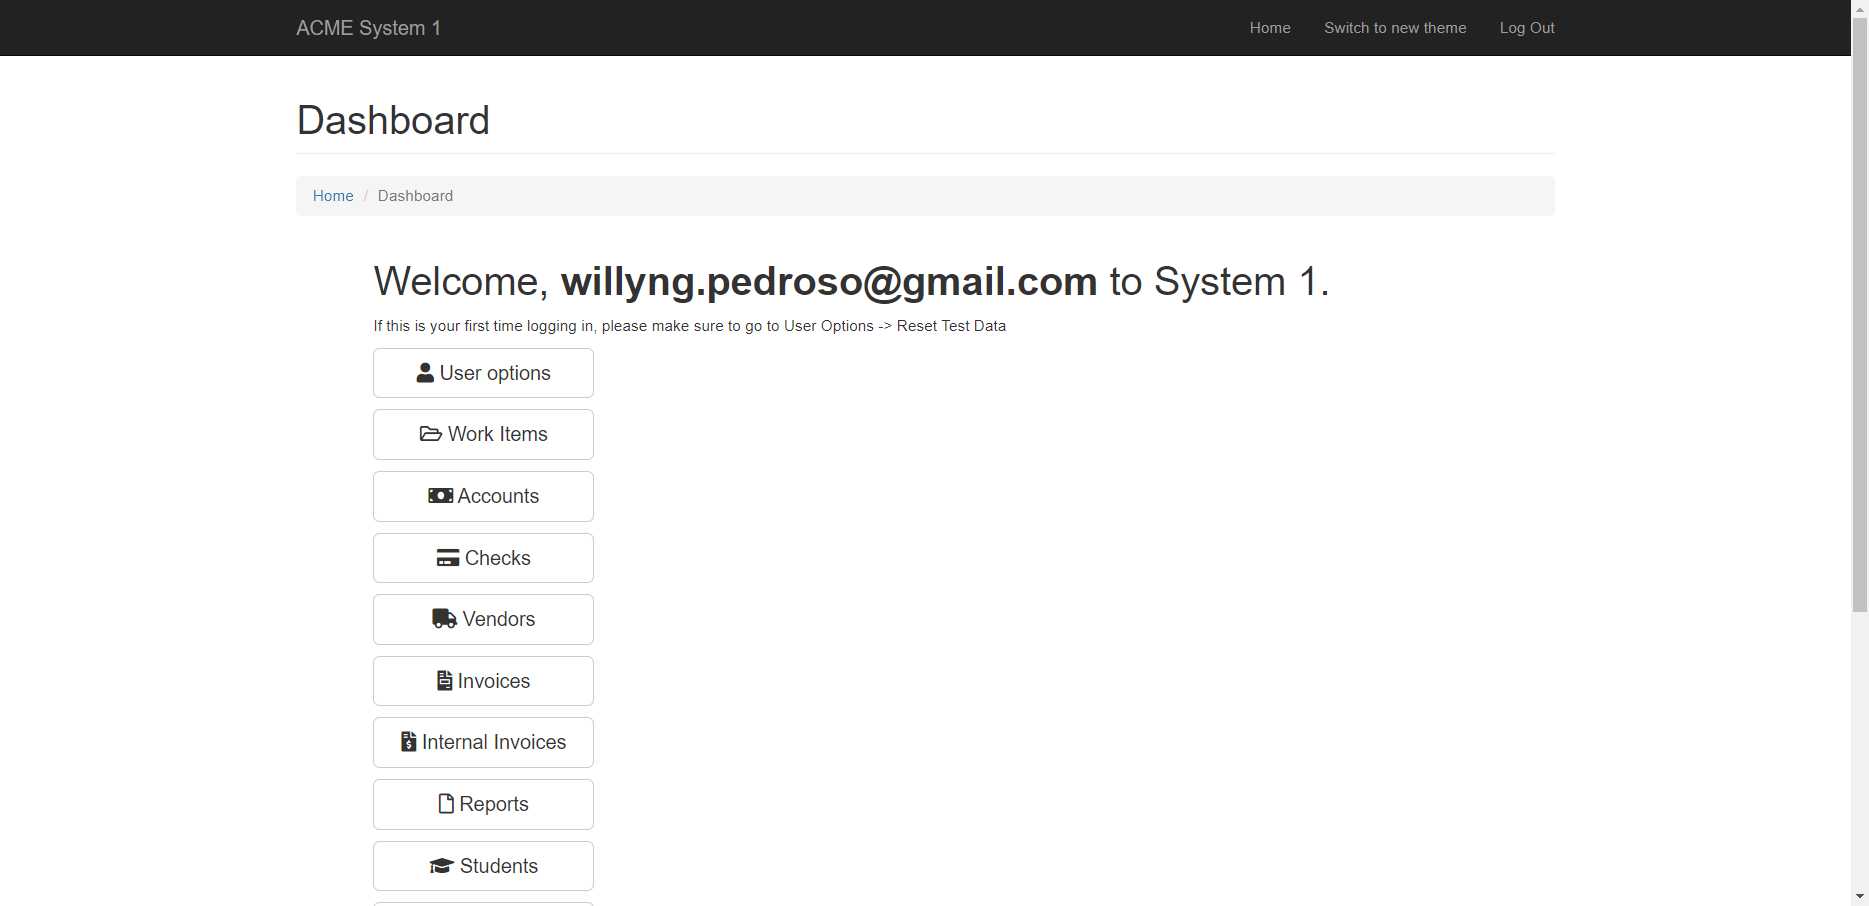 ACME System 1
Home
Switch to new theme
Log Out
Dashboard
Home / Dashboard
Welcome, willyng.pedroso@gmail.com to System 1.
If this is your first time logging in, please make sure to go to User Options -> Reset Test Data
User options
Work Items
Accounts
Checks
Vendors
Invoices
Internal Invoices
Reports
Students